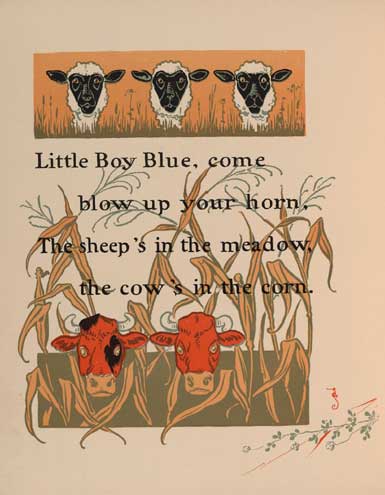 Little Boy Blue, come
blow up your horn,
The sheep's in the meadow,
the cow's in the corn.